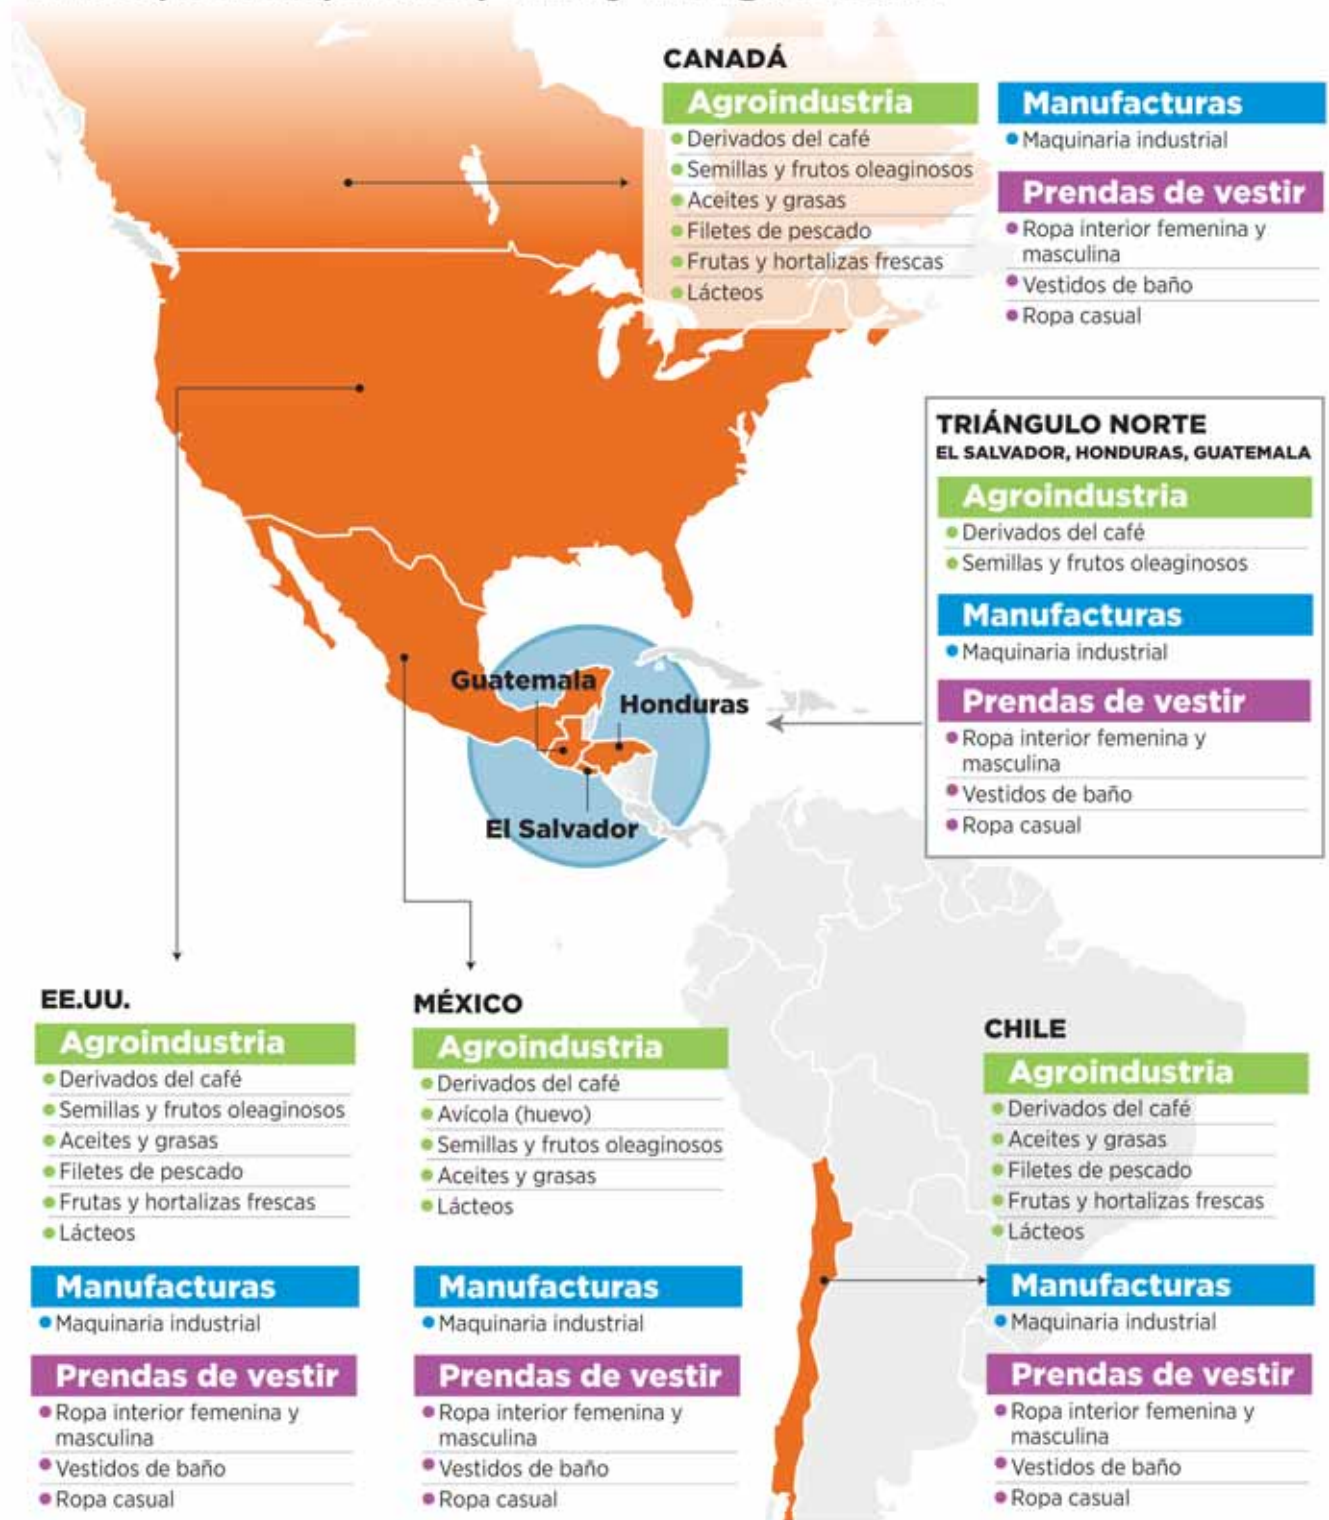 CANADÁ
Agroindustria
Derivados del café
Semillas y frutos oleaginosos
Aceites y grasas
Filetes de pescado
Frutas y hortalizas frescas
Lácteos
Manufacturas
Maquinaria industrial
Prendas de vestir
Ropa interior femenina y
masculina
Vestidos de baño
Ropa casual
TRIÁNGULO NORTE
EL SALVADOR, HONDURAS, GUATEMALA
Agroindustria
Derivados del café
Semillas y frutos oleaginosos
Manufacturas
Maquinaria industrial
Prendas de vestir
Ropa interior femenina y
masculina
Vestidos de baño
Ropa casual
Guatemala
Honduras
El Salvador
EE.UU.
Agroindustria
Derivados del café
Semillas y frutos oleaginosos
Aceites y grasas
Filetes de pescado
Frutas y hortalizas frescas
Lácteos
Manufacturas
Maquinaria industrial
Prendas de vestir
Ropa interior femenina y
masculina
Vestidos de baño
Ropa casual
MÉXICO
Agroindustria
Derivados del café
Avícola (huevo)
Semillas y frutos oleaginosos
Aceites y grasas
Lácteos
Manufacturas
Maquinaria industrial
Prendas de vestir
Ropa interior femenina y
masculina
Vestidos de baño
Ropa casual
CHILE
Agroindustria
Derivados del café
Aceites y grasas
Filetes de pescado
Frutas y hortalizas frescas
Lácteos
Manufacturas
Maquinaria industrial
Prendas de vestir
Ropa interior femenina y
masculina
Vestidos de baño
Ropa casual